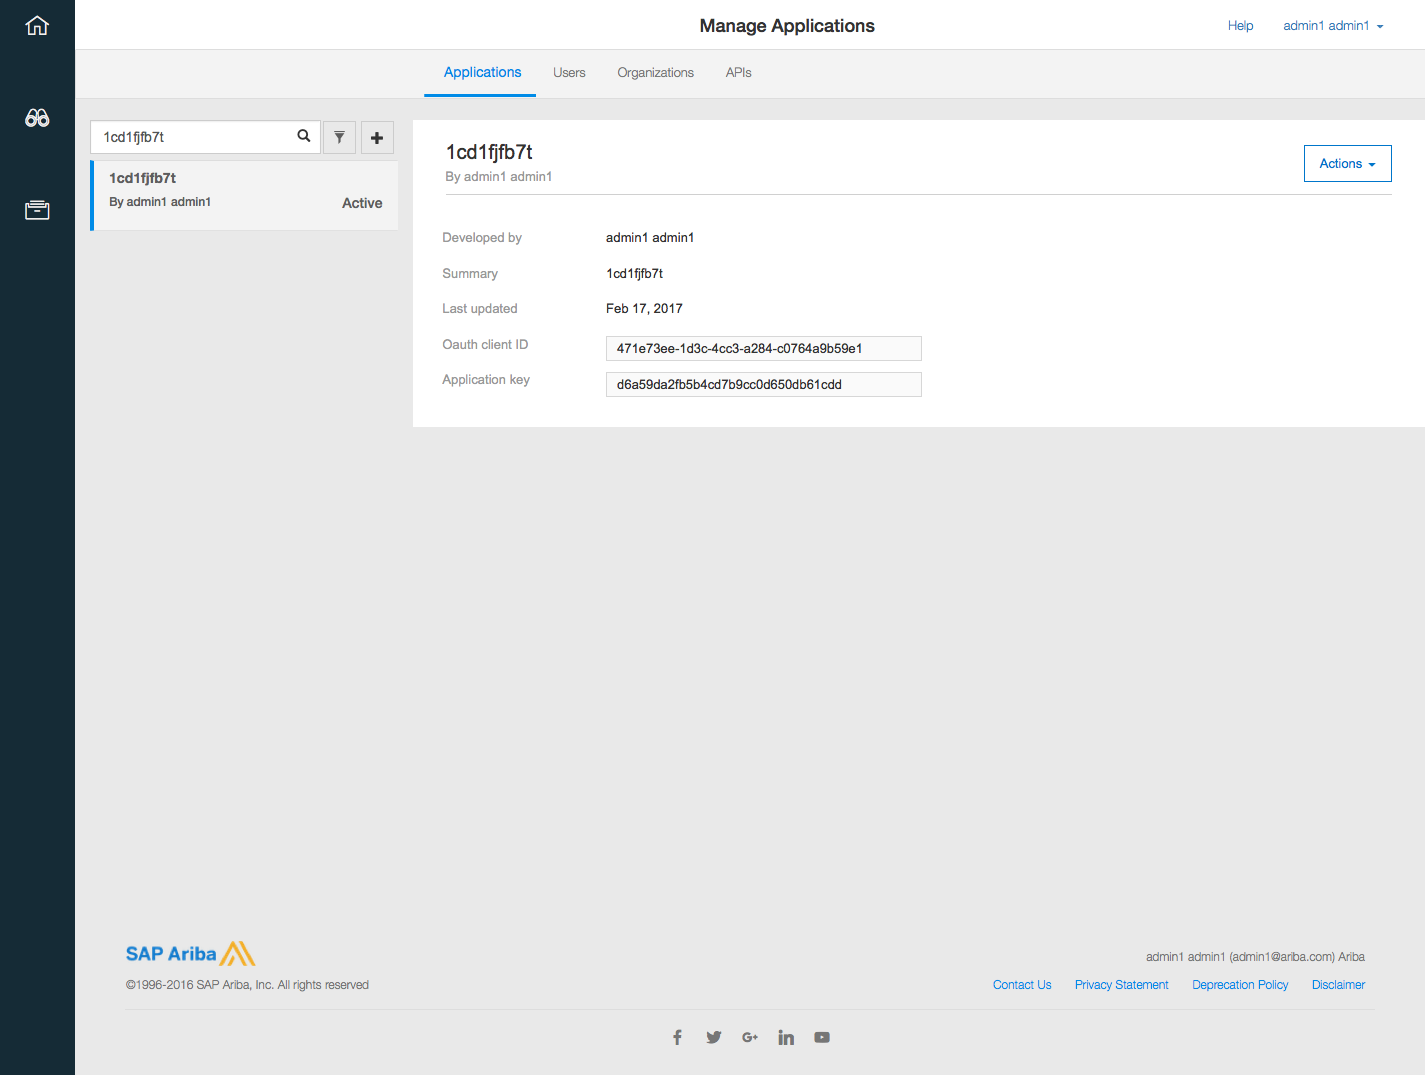 Manage Applications
Help
admin1 admin1
Applications
Users
Organizations
APIs
1cd1fjfb7t
1cd1fjfb7t
By admin1 admin1
Active
1cd1fjfb7t
By admin1 admin1
Actions
Developed by
admin1 admin1
Summary
1cd1fjfb7t
Last updated
Feb 17, 2017
Oauth client ID
471e73ee-1d3c-4cc3-a284-c0764a9b59e1
Application key
d6a59da2fb5b4cd7b9cc0d650db61cdd
SAP Ariba
admin1 admin1 (admin1@ariba.com) Ariba
©1996-2016 SAP Ariba, Inc. All rights reserved
Contact Us
Privacy Statement
Deprecation Policy
Disclaimer